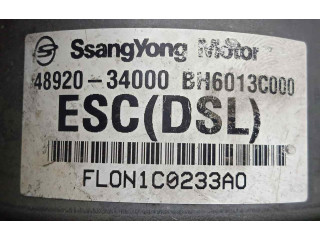 SsangYong Motor
48920-34000 BH6013C000
ESC(DSL)
FLON1C0233A0